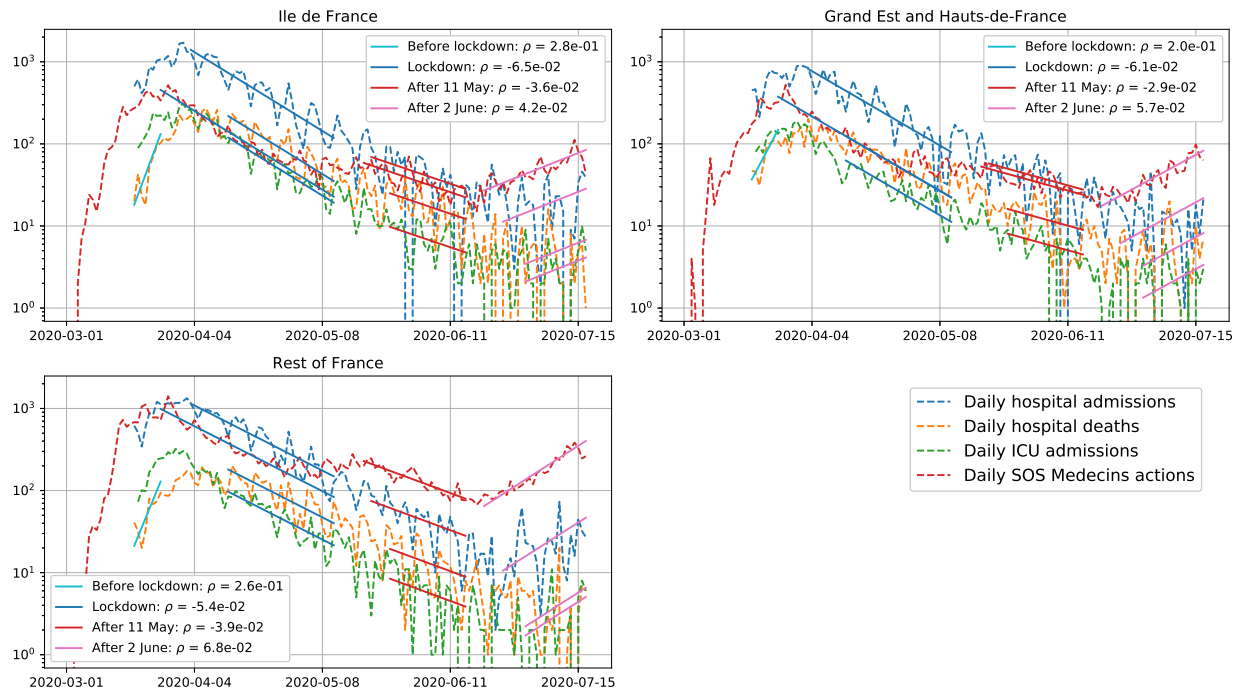 Ile de France
Before lockdown: ρ = 2.8e-01
Lockdown: ρ = -6.5e-02
After 11 May: ρ = -3.6e-02
After 2 June: ρ = 4.2e-02
10³
10²
10¹
10⁰
2020-03-01 2020-04-04 2020-05-08 2020-06-11 2020-07-15
Grand Est and Hauts-de-France
Before lockdown: ρ = 2.0e-01
Lockdown: ρ = -6.1e-02
After 11 May: ρ = -2.9e-02
After 2 June: ρ = 5.7e-02
10³
10²
10¹
10⁰
2020-03-01 2020-04-04 2020-05-08 2020-06-11 2020-07-15
Rest of France
10³
10²
10¹
10⁰
Before lockdown: ρ = 2.6e-01
Lockdown: ρ = -5.4e-02
After 11 May: ρ = -3.9e-02
After 2 June: ρ = 6.8e-02
2020-03-01 2020-04-04 2020-05-08 2020-06-11 2020-07-15
Daily hospital admissions
Daily hospital deaths
Daily ICU admissions
Daily SOS Medecins actions